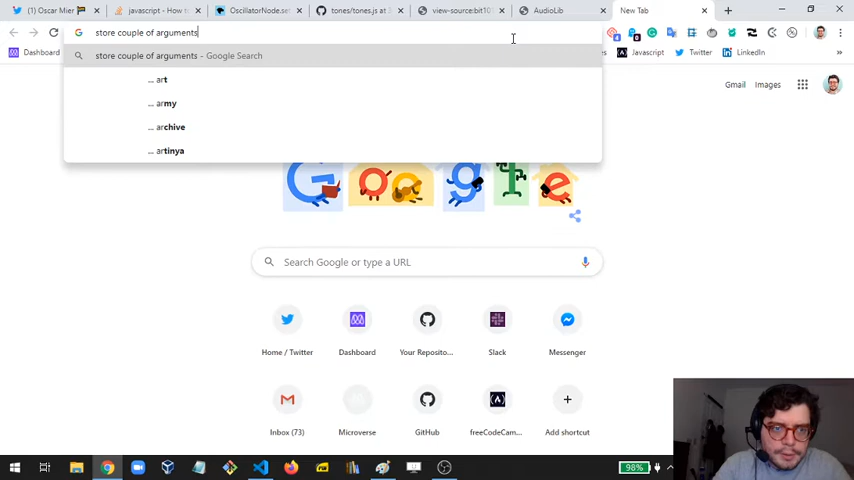 (1) Oscar Mier
javascript - How t
OscillatorNode.set
tones/tones.js at
view-source:bit10
AudioLib
New Tab
store couple of arguments
Dashboard
Javascript
Twitter
LinkedIn
store couple of arguments - Google Search
... art
... army
... archive
... artinya
Gmail
Images
Search Google or type a URL
Home / Twitter
Dashboard
Your Reposito...
Slack
Messenger
Inbox (73)
Microverse
GitHub
freeCodeCam...
Add shortcut
98%